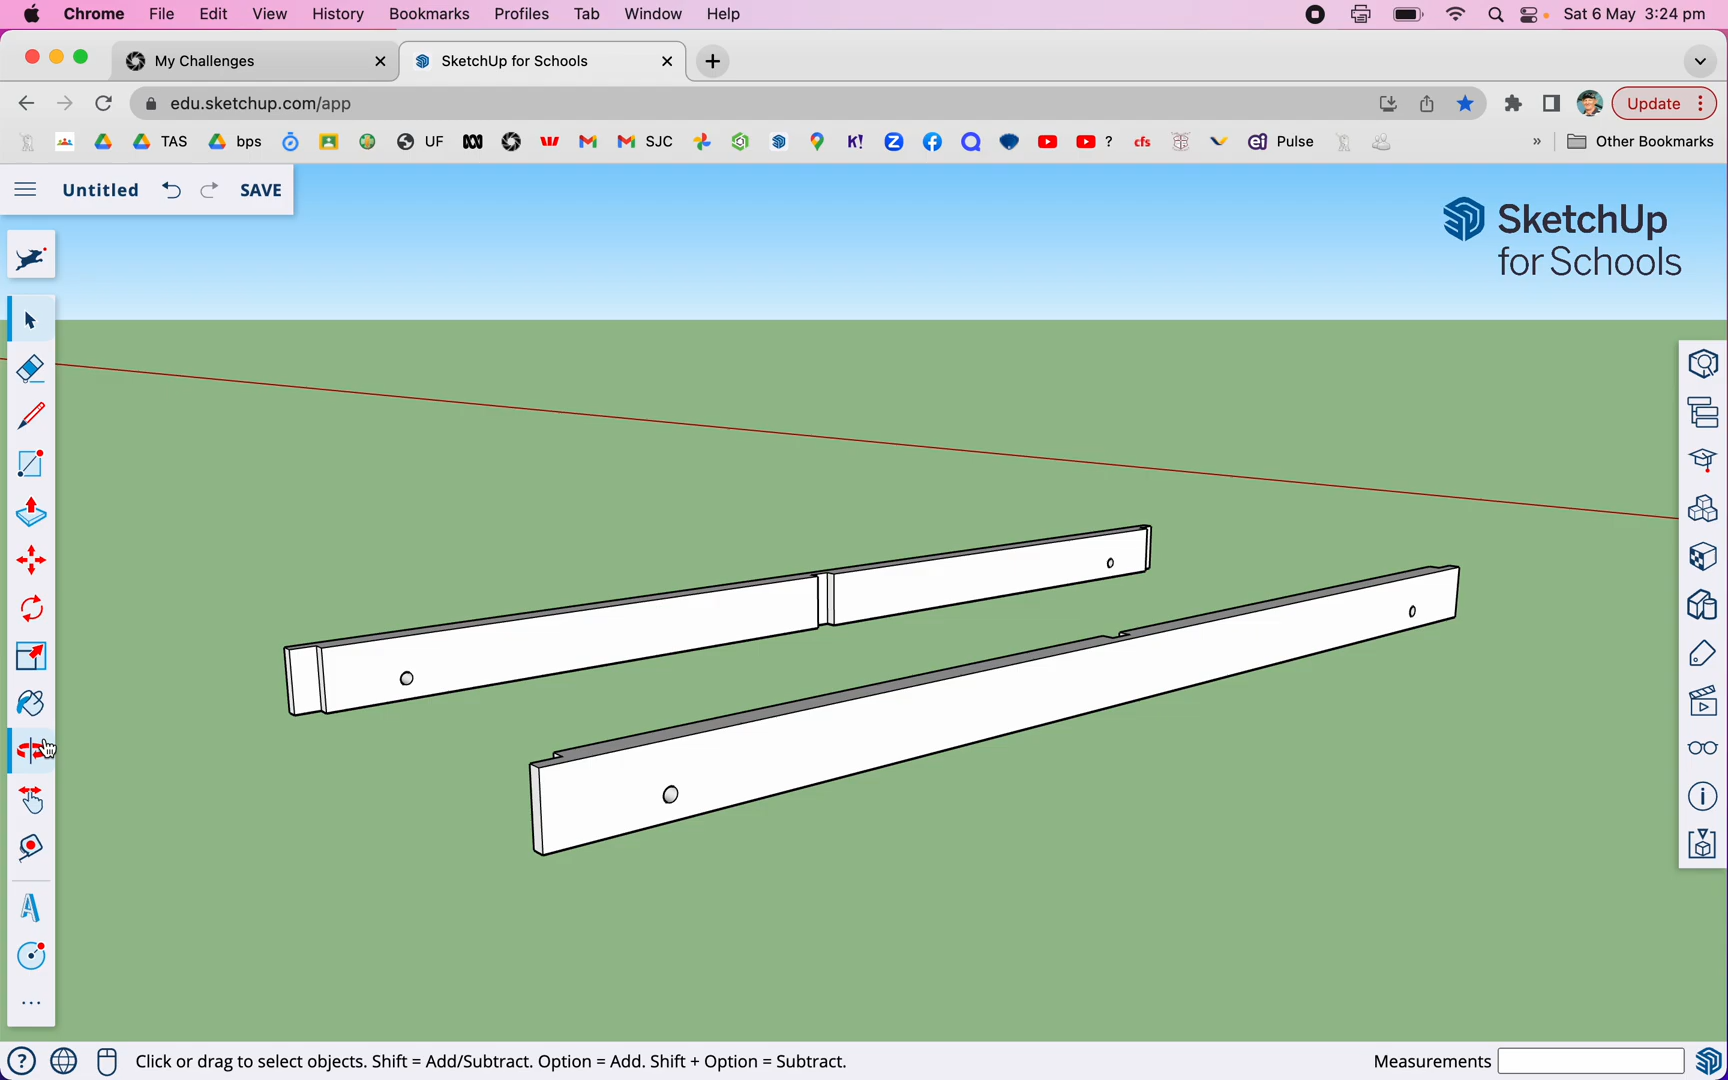 Chrome File Edit View History Bookmarks Profiles Tab Window Help Sat 6 May 3:24 pm
My Challenges SketchUp for Schools
edu.sketchup.com/app Update
TAS bps UF SJC K! Z ? cfs ei Pulse » Other Bookmarks
Untitled SAVE
SketchUp
for Schools
? Click or drag to select objects. Shift = Add/Subtract. Option = Add. Shift + Option = Subtract. Measurements